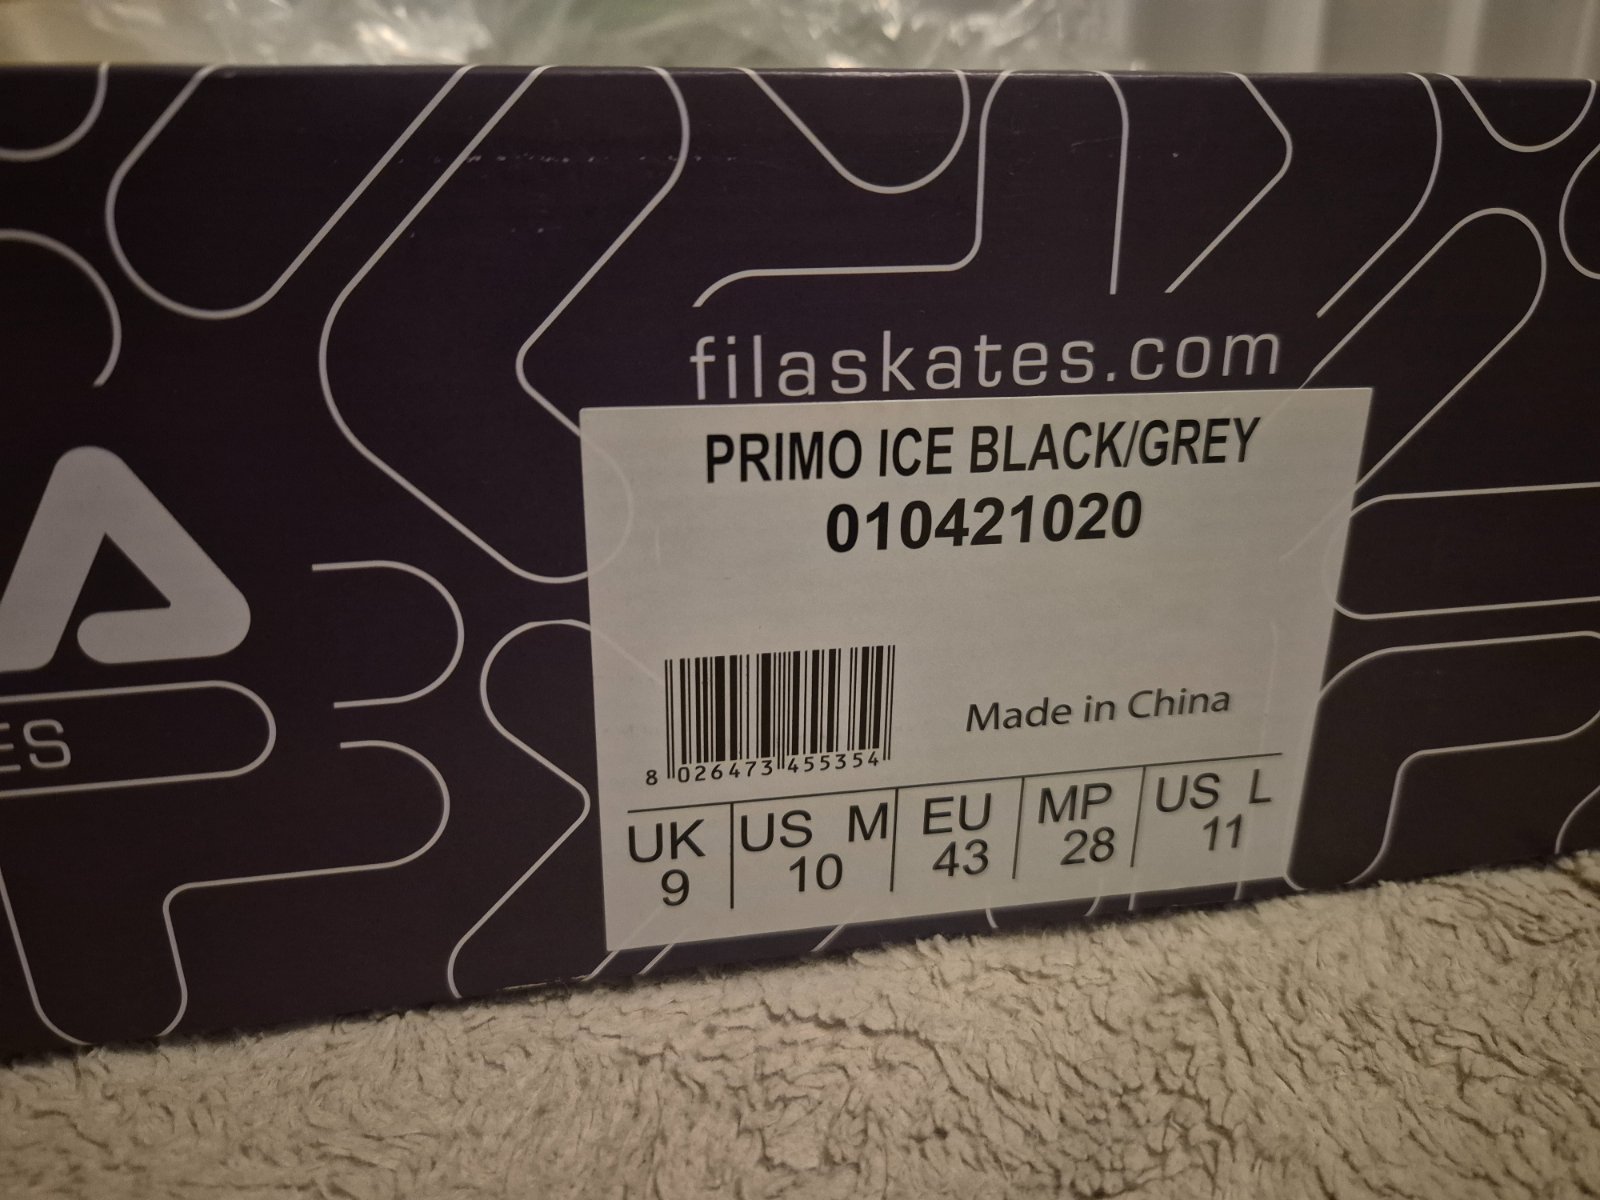 filaskates.com
PRIMO ICE BLACK/GREY
010421020
Made in China
8 026473 455354
UK US M EU MP US L
9 10 43 28 11
A
ES